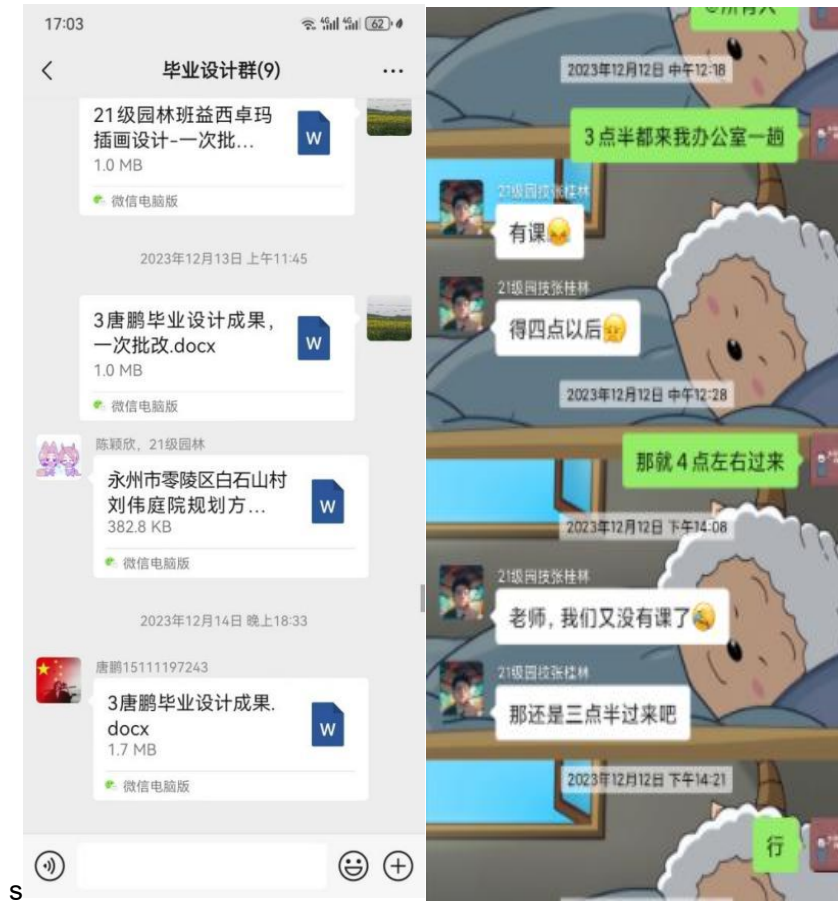 17:03
4G 4G 62
毕业设计群(9)
21级园林班益西卓玛
插画设计-一次批...
W
1.0 MB
微信电脑版
2023年12月13日 上午11:45
3唐鹏毕业设计成果，
一次批改.docx
W
1.0 MB
微信电脑版
陈颖欣，21级园林
永州市零陵区白石山村
刘伟庭院规划方...
W
382.8 KB
微信电脑版
2023年12月14日 晚上18:33
唐鹏15111197243
3唐鹏毕业设计成果.
docx
W
1.7 MB
微信电脑版
s
@所有人
2023年12月12日 中午12:18
3点半都来我办公室一趟
21级园技张桂林
有课
21级园技张桂林
得四点以后
2023年12月12日 中午12:28
那就4点左右过来
2023年12月12日 下午14:08
21级园技张桂林
老师，我们又没有课了
21级园技张桂林
那还是三点半过来吧
2023年12月12日 下午14:21
行